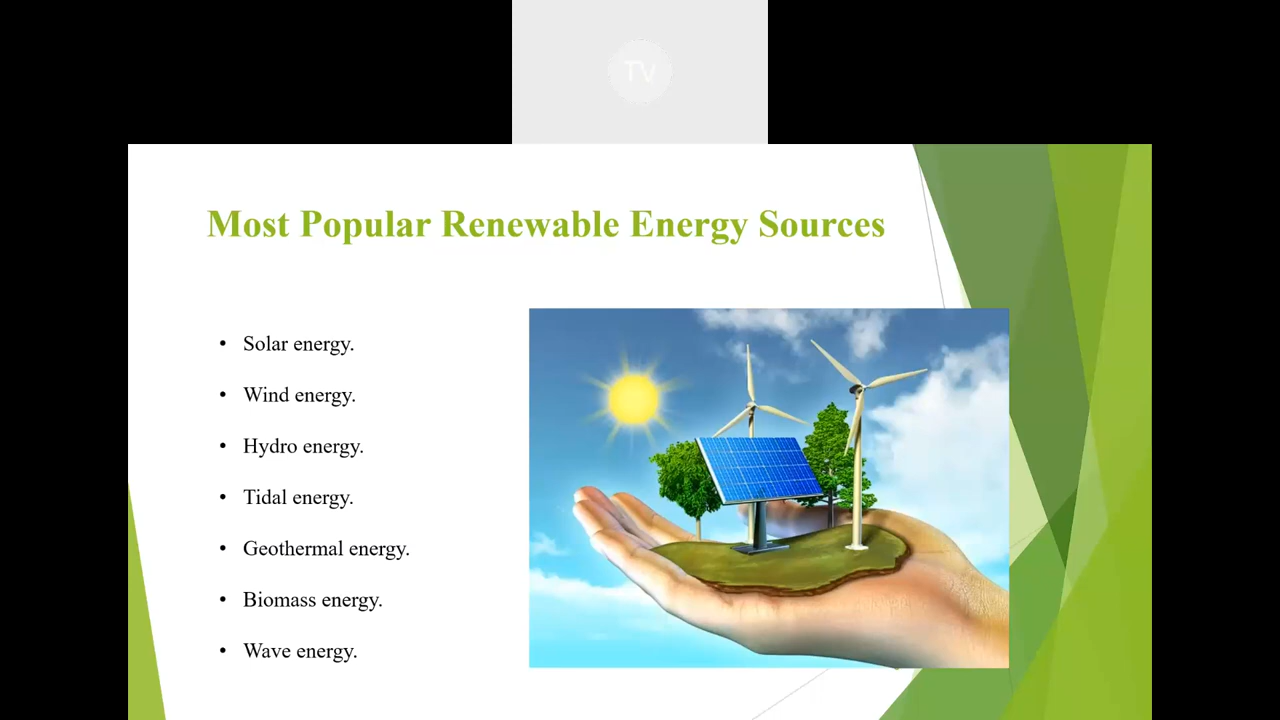 TV
Most Popular Renewable Energy Sources
• Solar energy.
• Wind energy.
• Hydro energy.
• Tidal energy.
• Geothermal energy.
• Biomass energy.
• Wave energy.